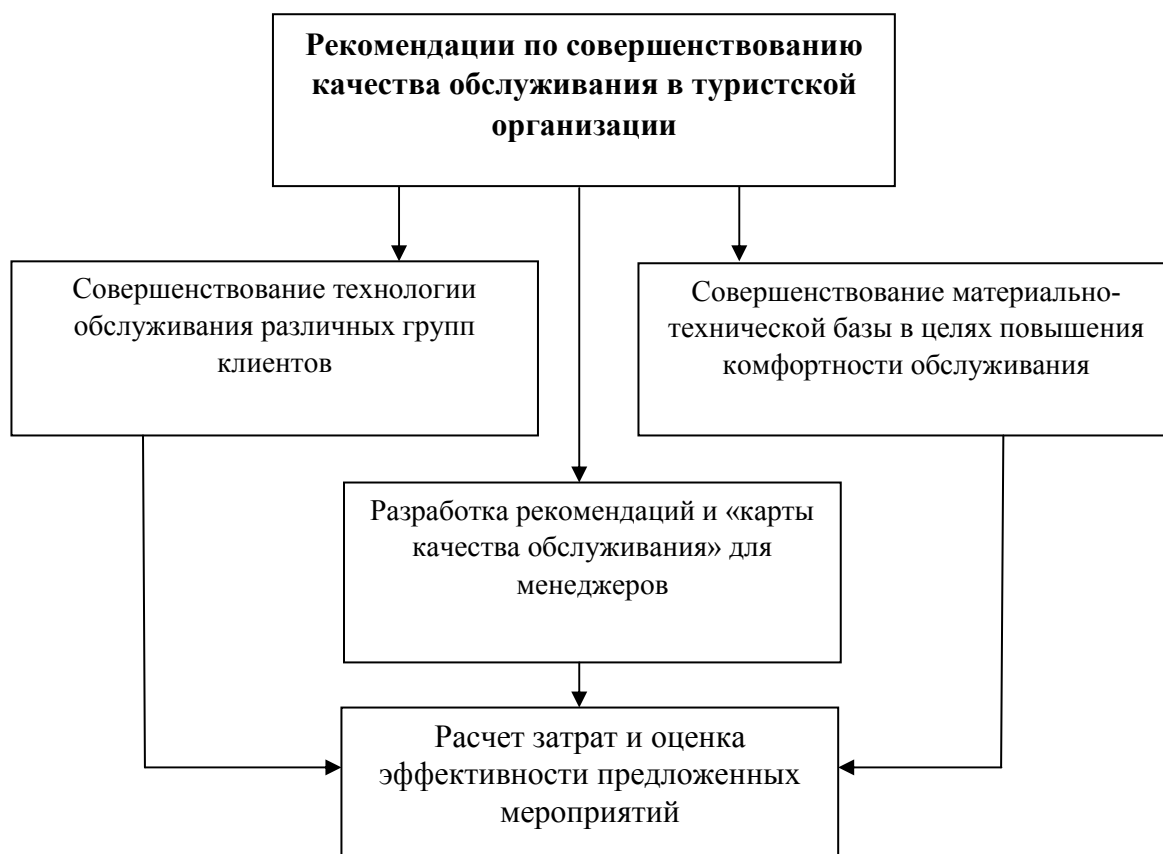 Рекомендации по совершенствованию
качества обслуживания в туристской
организации
Совершенствование технологии
обслуживания различных групп
клиентов
Совершенствование материально-
технической базы в целях повышения
комфортности обслуживания
Разработка рекомендаций и «карты
качества обслуживания» для
менеджеров
Расчет затрат и оценка
эффективности предложенных
мероприятий